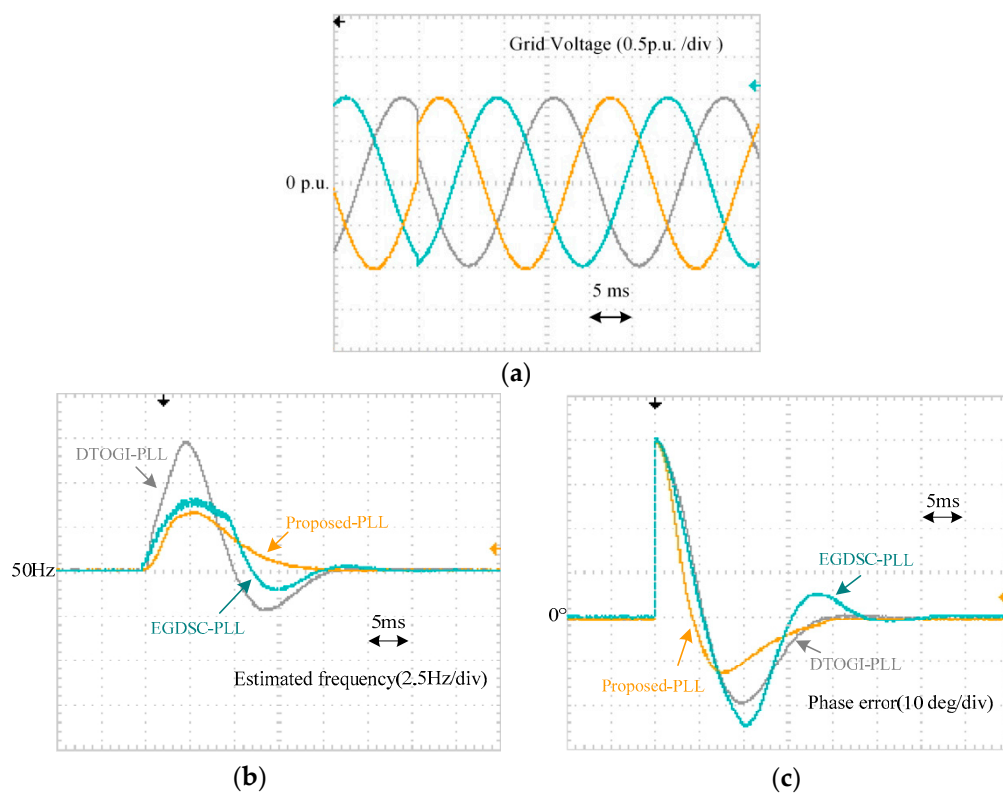 Grid Voltage (0.5p.u. /div )
0 p.u.
5 ms
(a)
DTOGI-PLL
Proposed-PLL
50Hz
EGDSC-PLL
5ms
Estimated frequency(2.5Hz/div)
(b)
5ms
EGDSC-PLL
0°
DTOGI-PLL
Proposed-PLL
Phase error(10 deg/div)
(c)